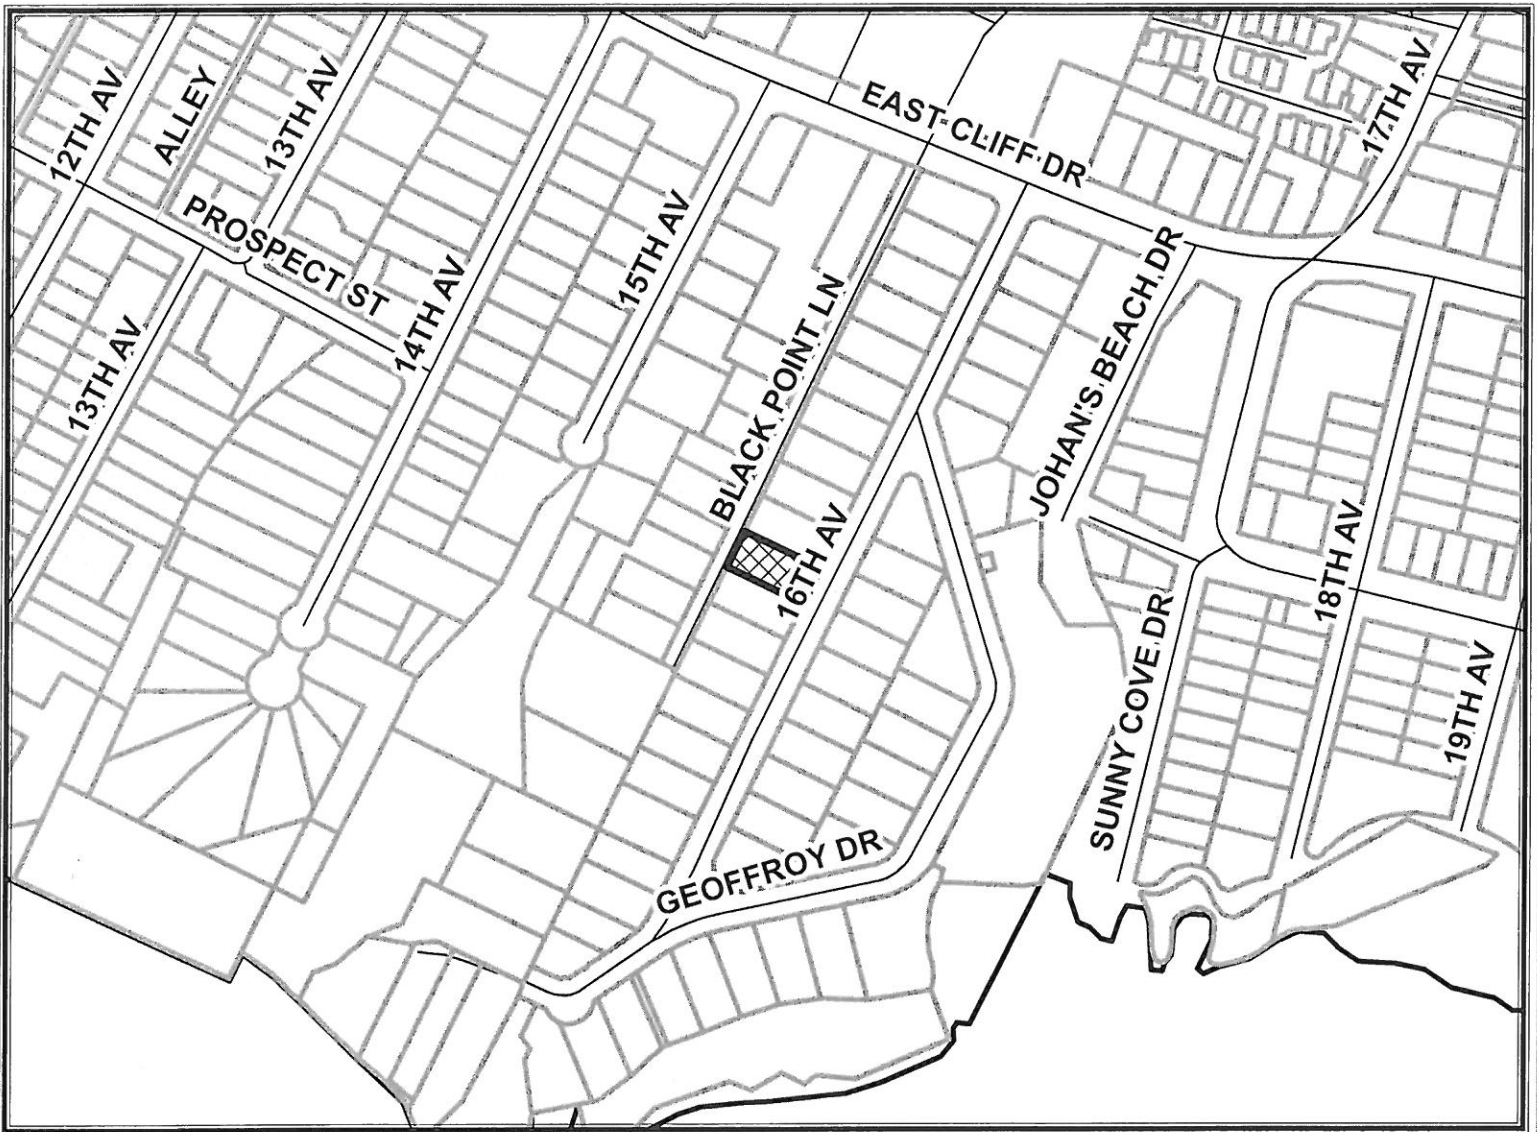 12TH AV
ALLEY
13TH AV
17TH AV
EAST CLIFF DR
PROSPECT ST
14TH AV
15TH AV
13TH AV
BLACK POINT LN
JOHAN'S BEACH DR
16TH AV
18TH AV
SUNNY COVE DR
19TH AV
GEOFFROY DR